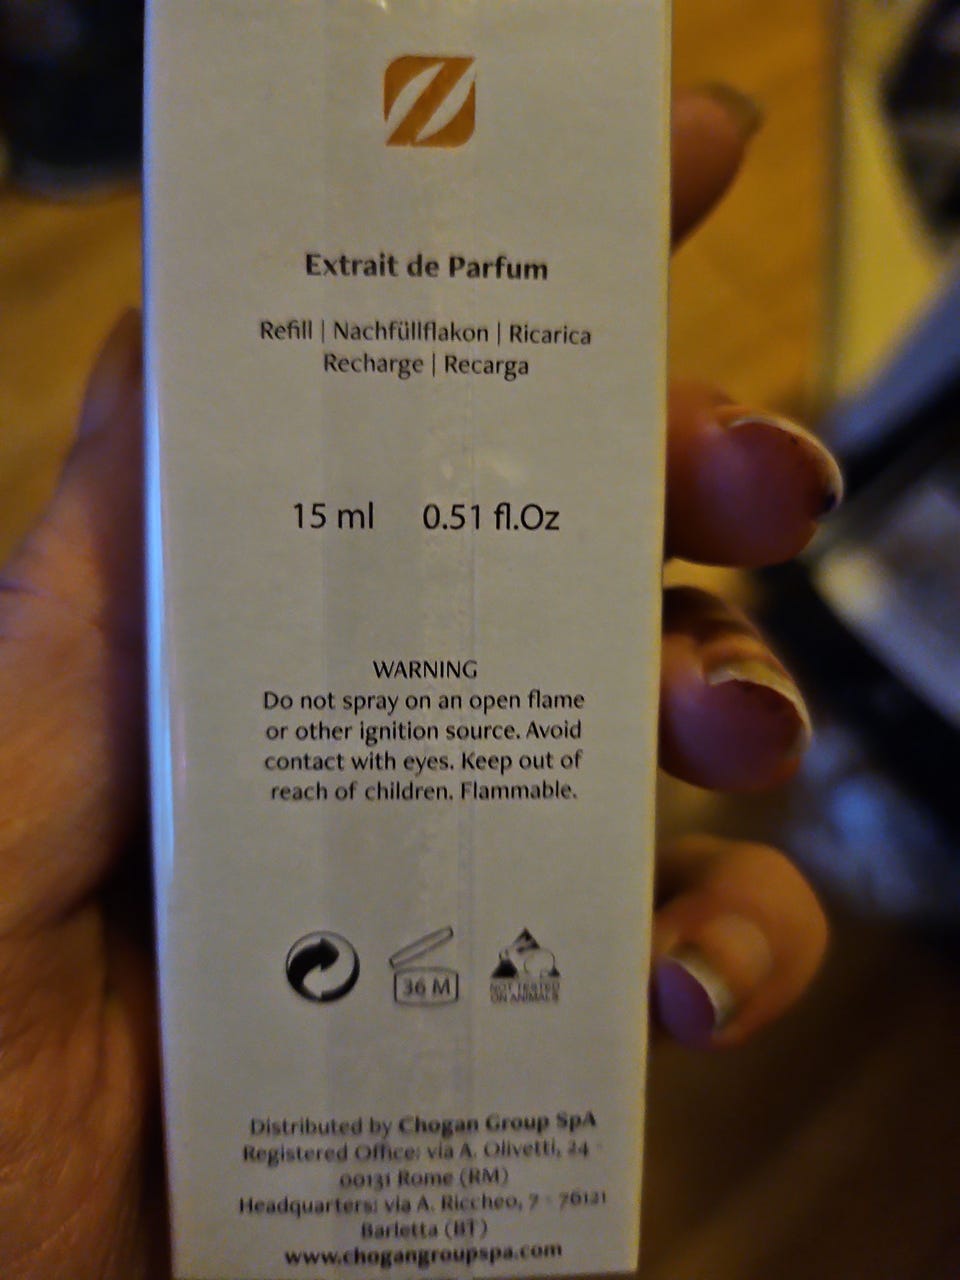 Extrait de Parfum
Refill | Nachfüllflakon | Ricarica
Recharge | Recarga
15 ml 0.51 fl.Oz
WARNING
Do not spray on an open flame
or other ignition source. Avoid
contact with eyes. Keep out of
reach of children. Flammable.
36 M
NOT TESTED
ON ANIMALS
Distributed by Chogan Group SpA
Registered Office: via A. Olivetti, 24 -
00131 Rome (RM)
Headquarters: via A. Riccheo, 7 - 76121
Barletta (BT)
www.chogangroupspa.com